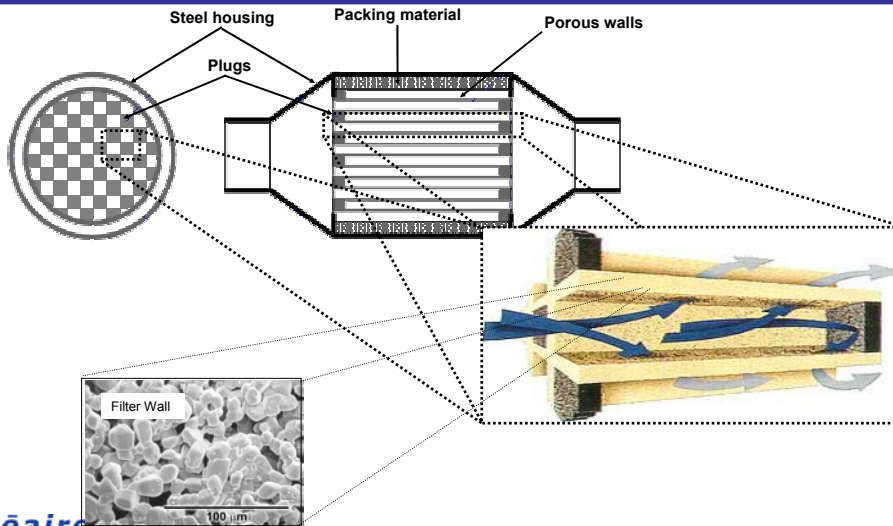 Steel housing
Packing material
Porous walls
Plugs
Filter Wall
100 µm